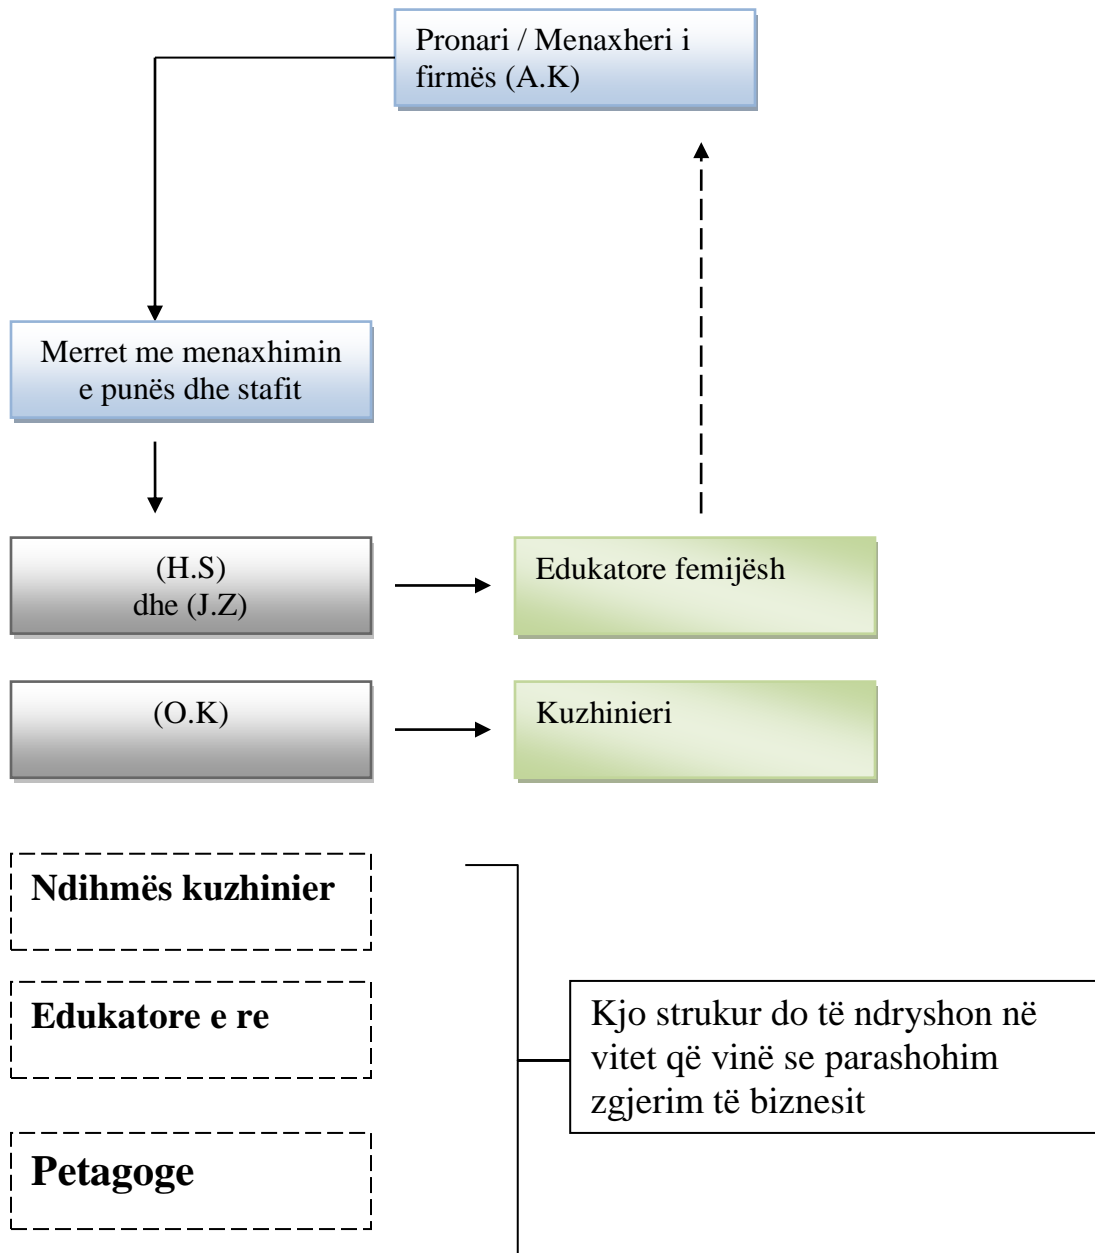 Pronari / Menaxheri i
firmës (A.K)
Merret me menaxhimin
e punës dhe stafit
(H.S)
dhe (J.Z)
Edukatore femijësh
(O.K)
Kuzhinieri
Ndihmës kuzhinier
Edukatore e re
Petagoge
Kjo strukur do të ndryshon në
vitet që vinë se parashohim
zgjerim të biznesit